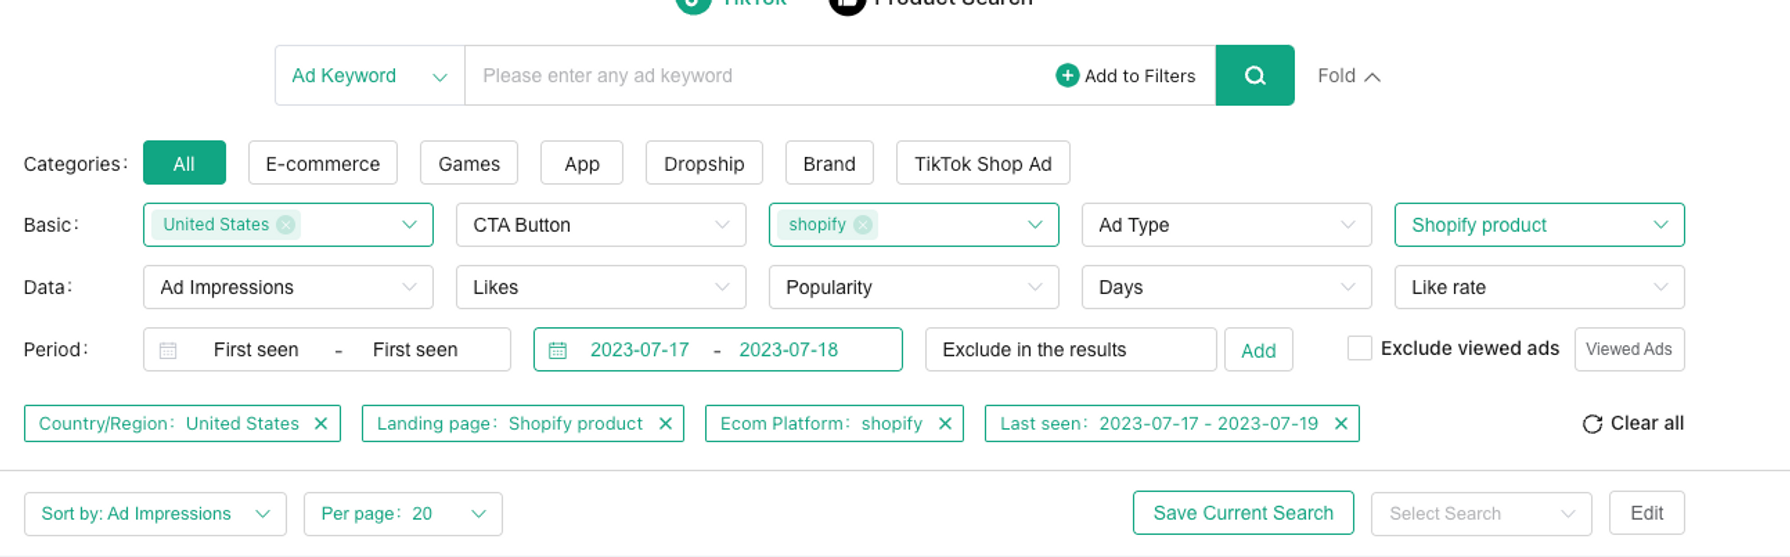 TikTok Product Search
Ad Keyword Please enter any ad keyword Add to Filters Fold
Categories: All E-commerce Games App Dropship Brand TikTok Shop Ad
Basic: United States CTA Button shopify Ad Type Shopify product
Data: Ad Impressions Likes Popularity Days Like rate
Period: First seen - First seen 2023-07-17 - 2023-07-18 Exclude in the results Add Exclude viewed ads Viewed Ads
Country/Region: United States Landing page: Shopify product Ecom Platform: shopify Last seen: 2023-07-17 - 2023-07-19 Clear all
Sort by: Ad Impressions Per page: 20 Save Current Search Select Search Edit